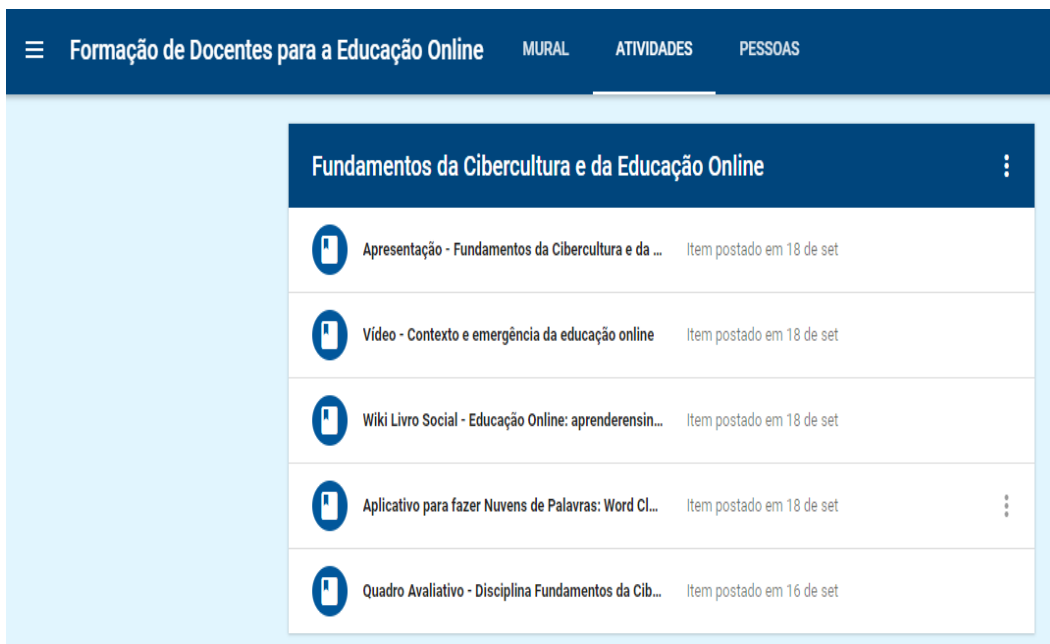 Formação de Docentes para a Educação Online MURAL ATIVIDADES PESSOAS
Fundamentos da Cibercultura e da Educação Online
Apresentação - Fundamentos da Cibercultura e da ... Item postado em 18 de set
Vídeo - Contexto e emergência da educação online Item postado em 18 de set
Wiki Livro Social - Educação Online: aprenderensin... Item postado em 18 de set
Aplicativo para fazer Nuvens de Palavras: Word Cl... Item postado em 18 de set
Quadro Avaliativo - Disciplina Fundamentos da Cib... Item postado em 16 de set